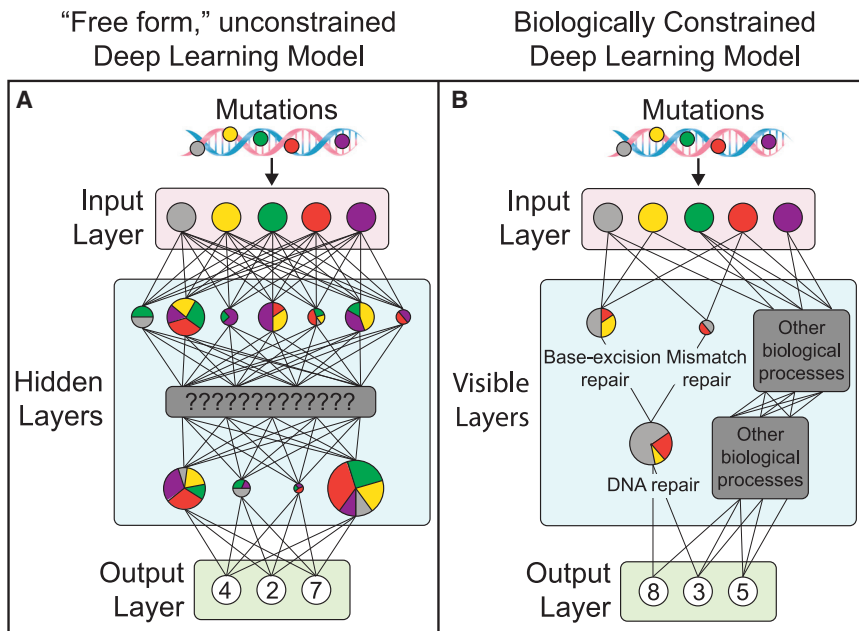 “Free form,” unconstrained
Deep Learning Model
Biologically Constrained
Deep Learning Model
A
Mutations
Input
Layer
Hidden
Layers
?????????????
Output
Layer
4 2 7
B
Mutations
Input
Layer
Base-excision
repair
Mismatch
repair
Other
biological
processes
Visible
Layers
DNA repair
Other
biological
processes
Output
Layer
8 3 5